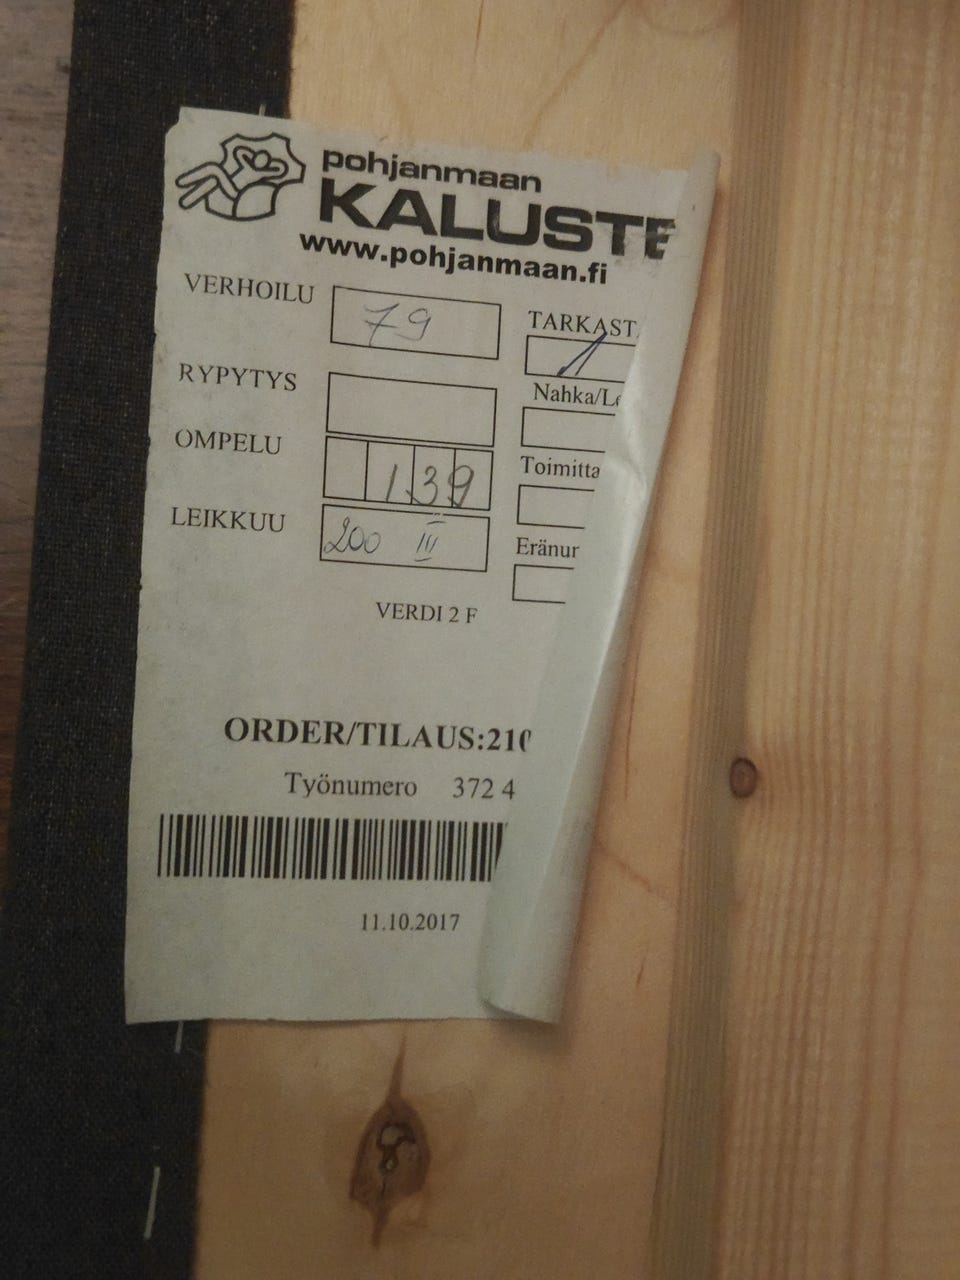 pohjanmaan
KALUSTE
www.pohjanmaan.fi
VERHOILU 79
RYPYTYS
OMPELU 139
LEIKKUU 200 III
TARKAST
Nahka/Le
Toimitta
Eränur
VERDI 2 F
ORDER/TILAUS:210
Työnumero 372 4
11.10.2017